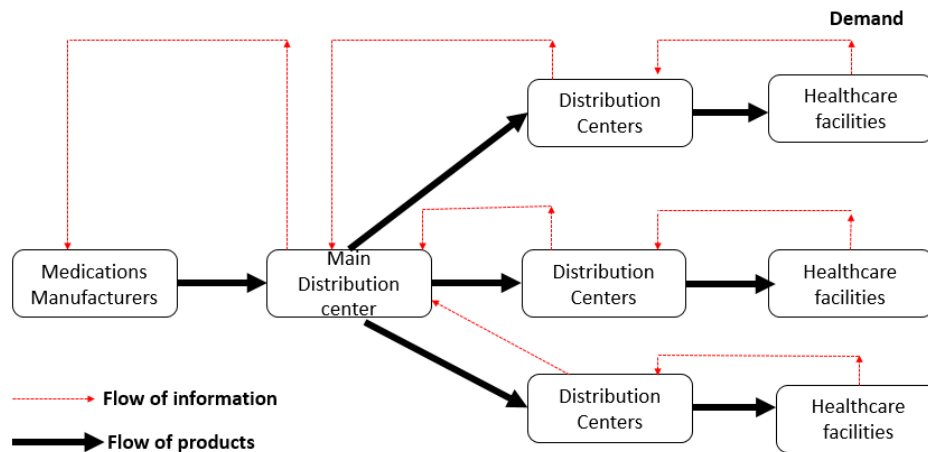 Demand
Distribution
Centers
Healthcare
facilities
Medications
Manufacturers
Main
Distribution
center
Distribution
Centers
Healthcare
facilities
Distribution
Centers
Healthcare
facilities
Flow of information
Flow of products